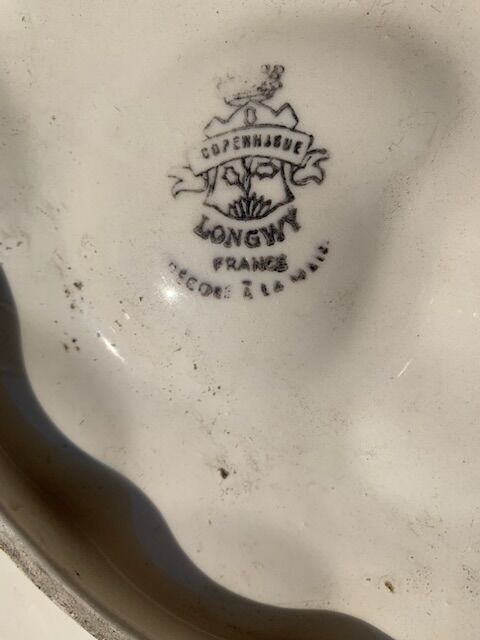 COPENHAGUE
LONGWY
FRANCE
DÉCORÉ À LA MAIN